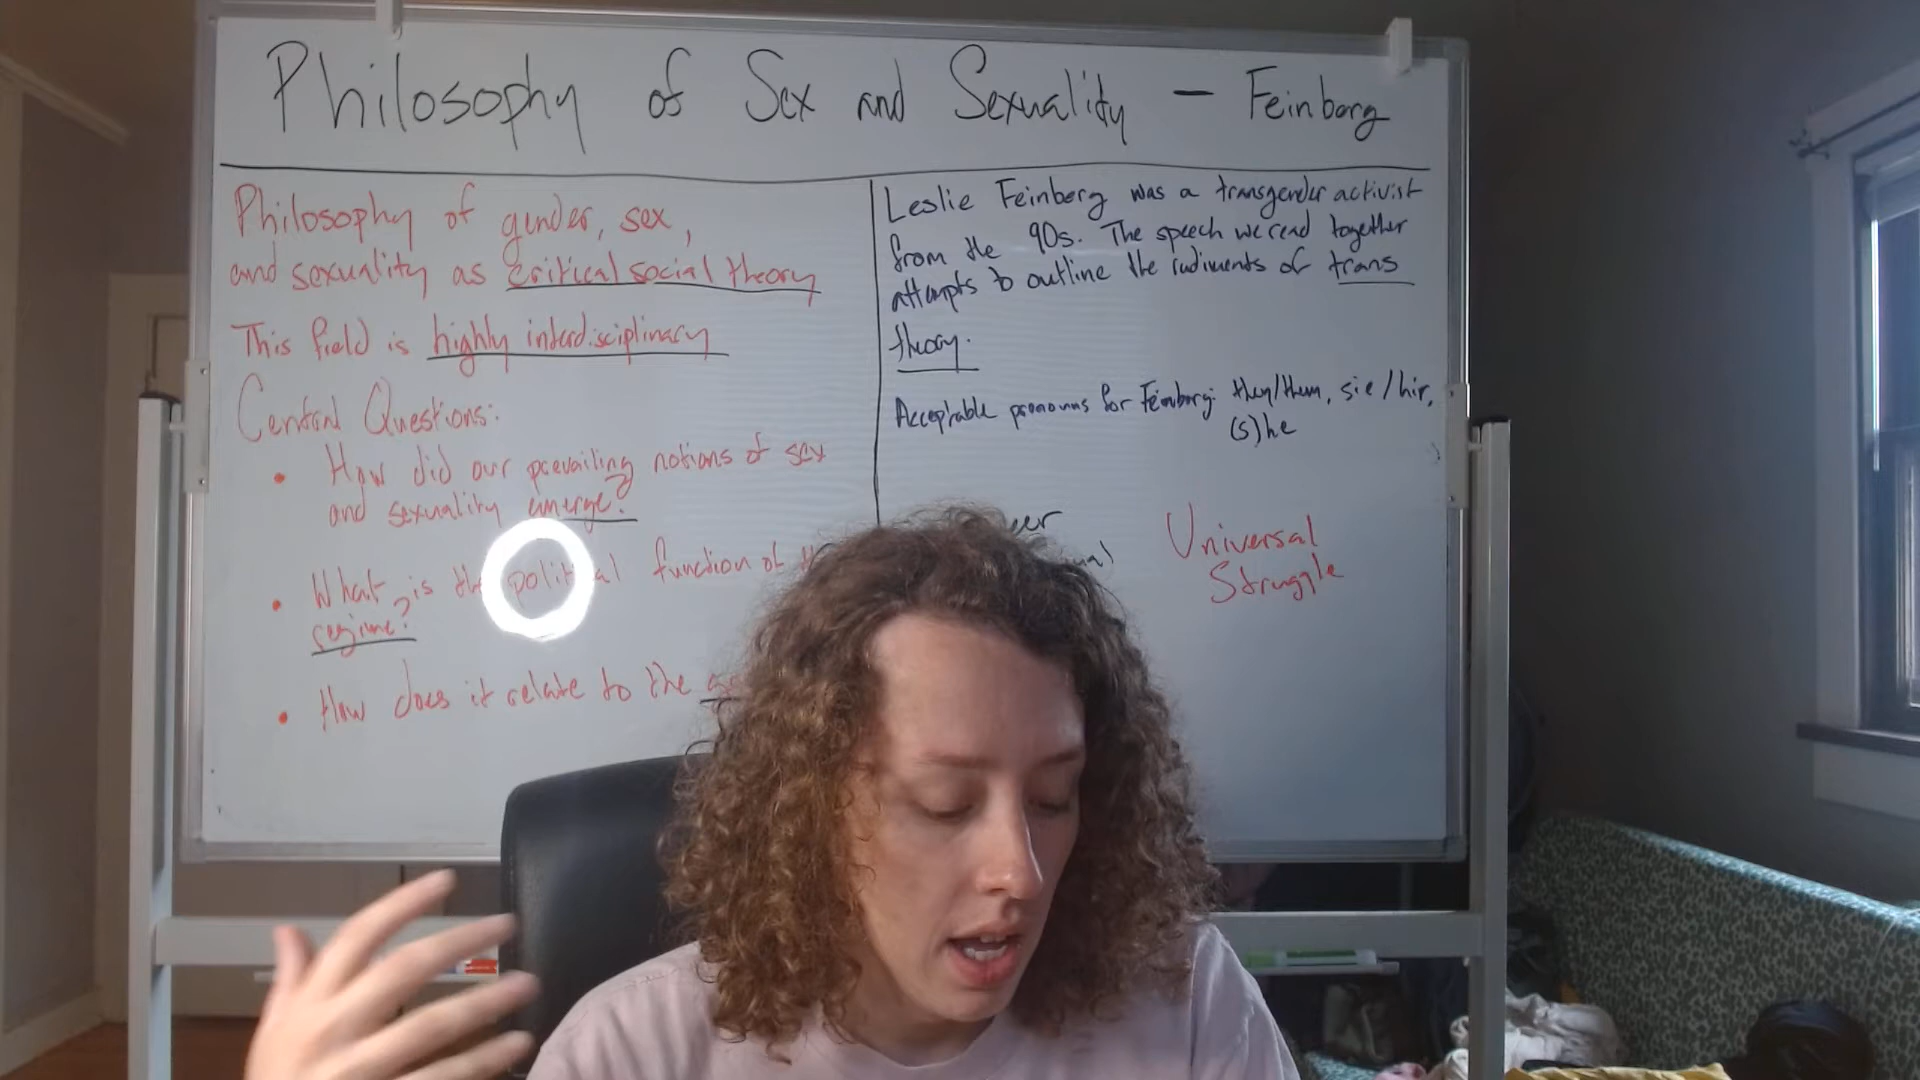 Philosophy of Sex and Sexuality - Feinberg
Philosophy of gender, sex,
and sexuality as critical social theory
This field is highly interdisciplinary
Central Questions:
• How did our prevailing notions of sex
and sexuality emerge?
• What is the political function of
regime?
• How does it relate to the
Leslie Feinberg was a transgender activist
from the 90s. The speech we read together
attempts to outline the rudiments of trans
theory.
Acceptable pronouns for Feinberg: they/them, sie/hir,
(s)he
Universal
Struggle